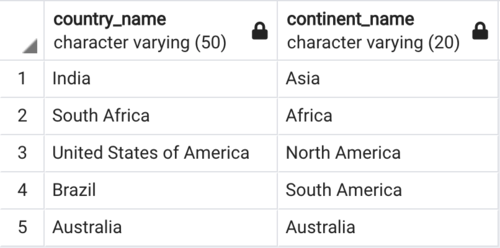 country_name continent_name
character varying (50) character varying (20)
1 India Asia
2 South Africa Africa
3 United States of America North America
4 Brazil South America
5 Australia Australia